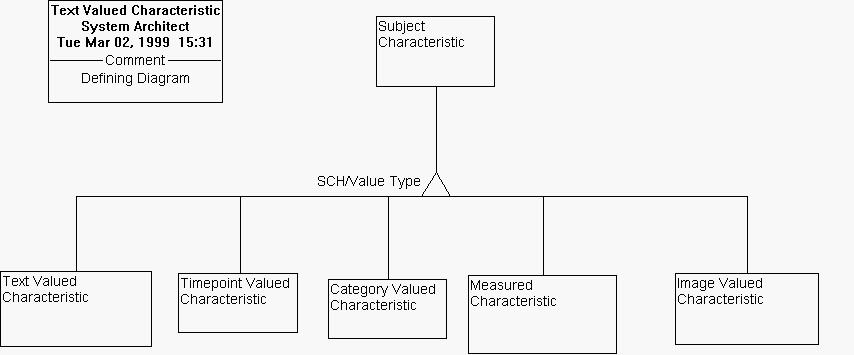 Text Valued Characteristic
System Architect
Tue Mar 02, 1999 15:31
Comment
Defining Diagram
Subject
Characteristic
SCH/Value Type
Text Valued
Characteristic
Timepoint Valued
Characteristic
Category Valued
Characteristic
Measured
Characteristic
Image Valued
Characteristic